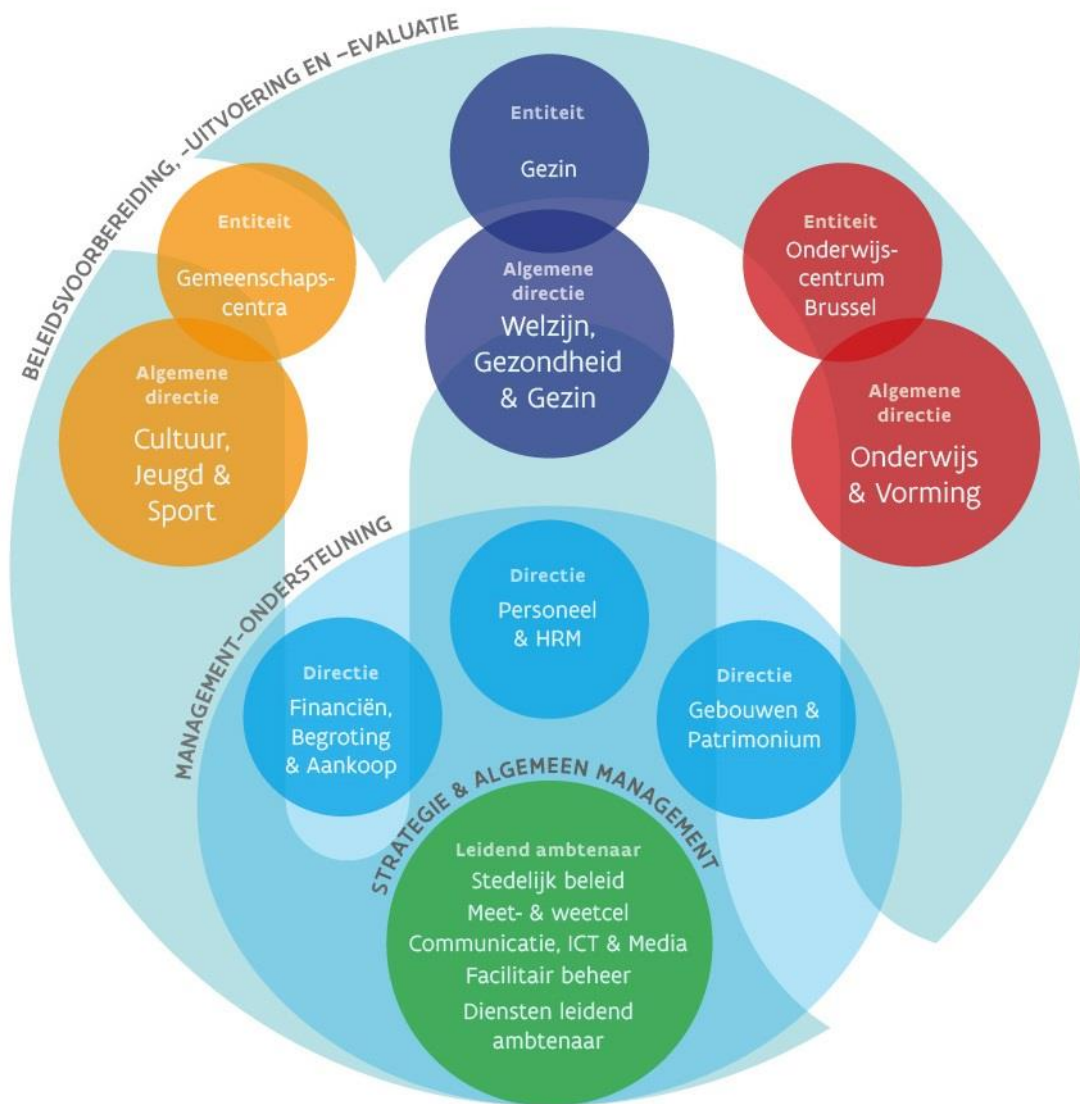 BELEIDSVOORBEREIDING, -UITVOERING EN –EVALUATIE
Entiteit
Gezin
Entiteit
Gemeenschaps-
centra
Entiteit
Onderwijs-
centrum
Brussel
Algemene
directie
Welzijn,
Gezondheid
& Gezin
Algemene
directie
Cultuur,
Jeugd &
Sport
Algemene
directie
Onderwijs
& Vorming
MANAGEMENT-ONDERSTEUNING
Directie
Personeel
& HRM
Directie
Financiën,
Begroting
& Aankoop
Directie
Gebouwen &
Patrimonium
STRATEGIE & ALGEMEEN MANAGEMENT
Leidend ambtenaar
Stedelijk beleid
Meet- & weetcel
Communicatie, ICT & Media
Facilitair beheer
Diensten leidend
ambtenaar